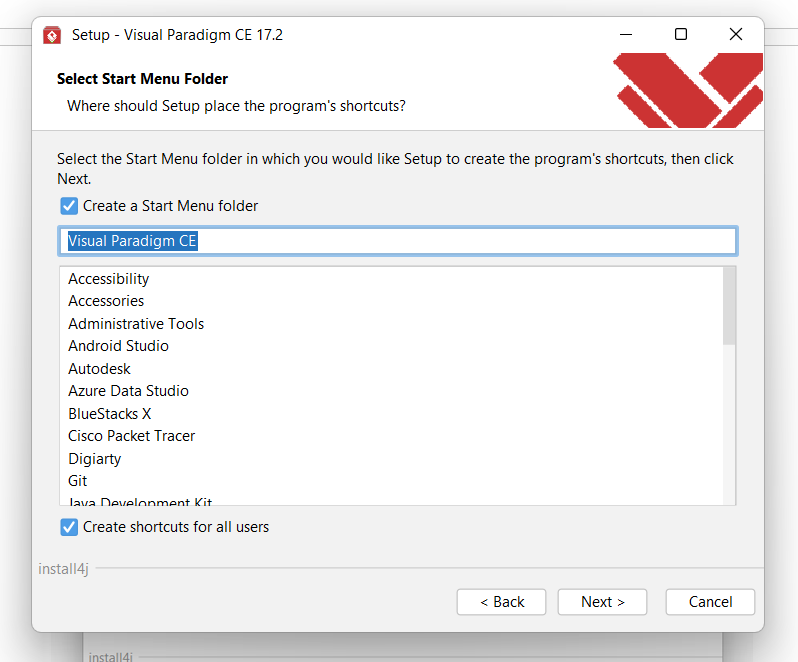 Setup - Visual Paradigm CE 17.2
Select Start Menu Folder
Where should Setup place the program's shortcuts?
Select the Start Menu folder in which you would like Setup to create the program's shortcuts, then click
Next.
Create a Start Menu folder
Visual Paradigm CE
Accessibility
Accessories
Administrative Tools
Android Studio
Autodesk
Azure Data Studio
BlueStacks X
Cisco Packet Tracer
Digiarty
Git
Java Development Kit
Create shortcuts for all users
install4j
< Back
Next >
Cancel
install4j